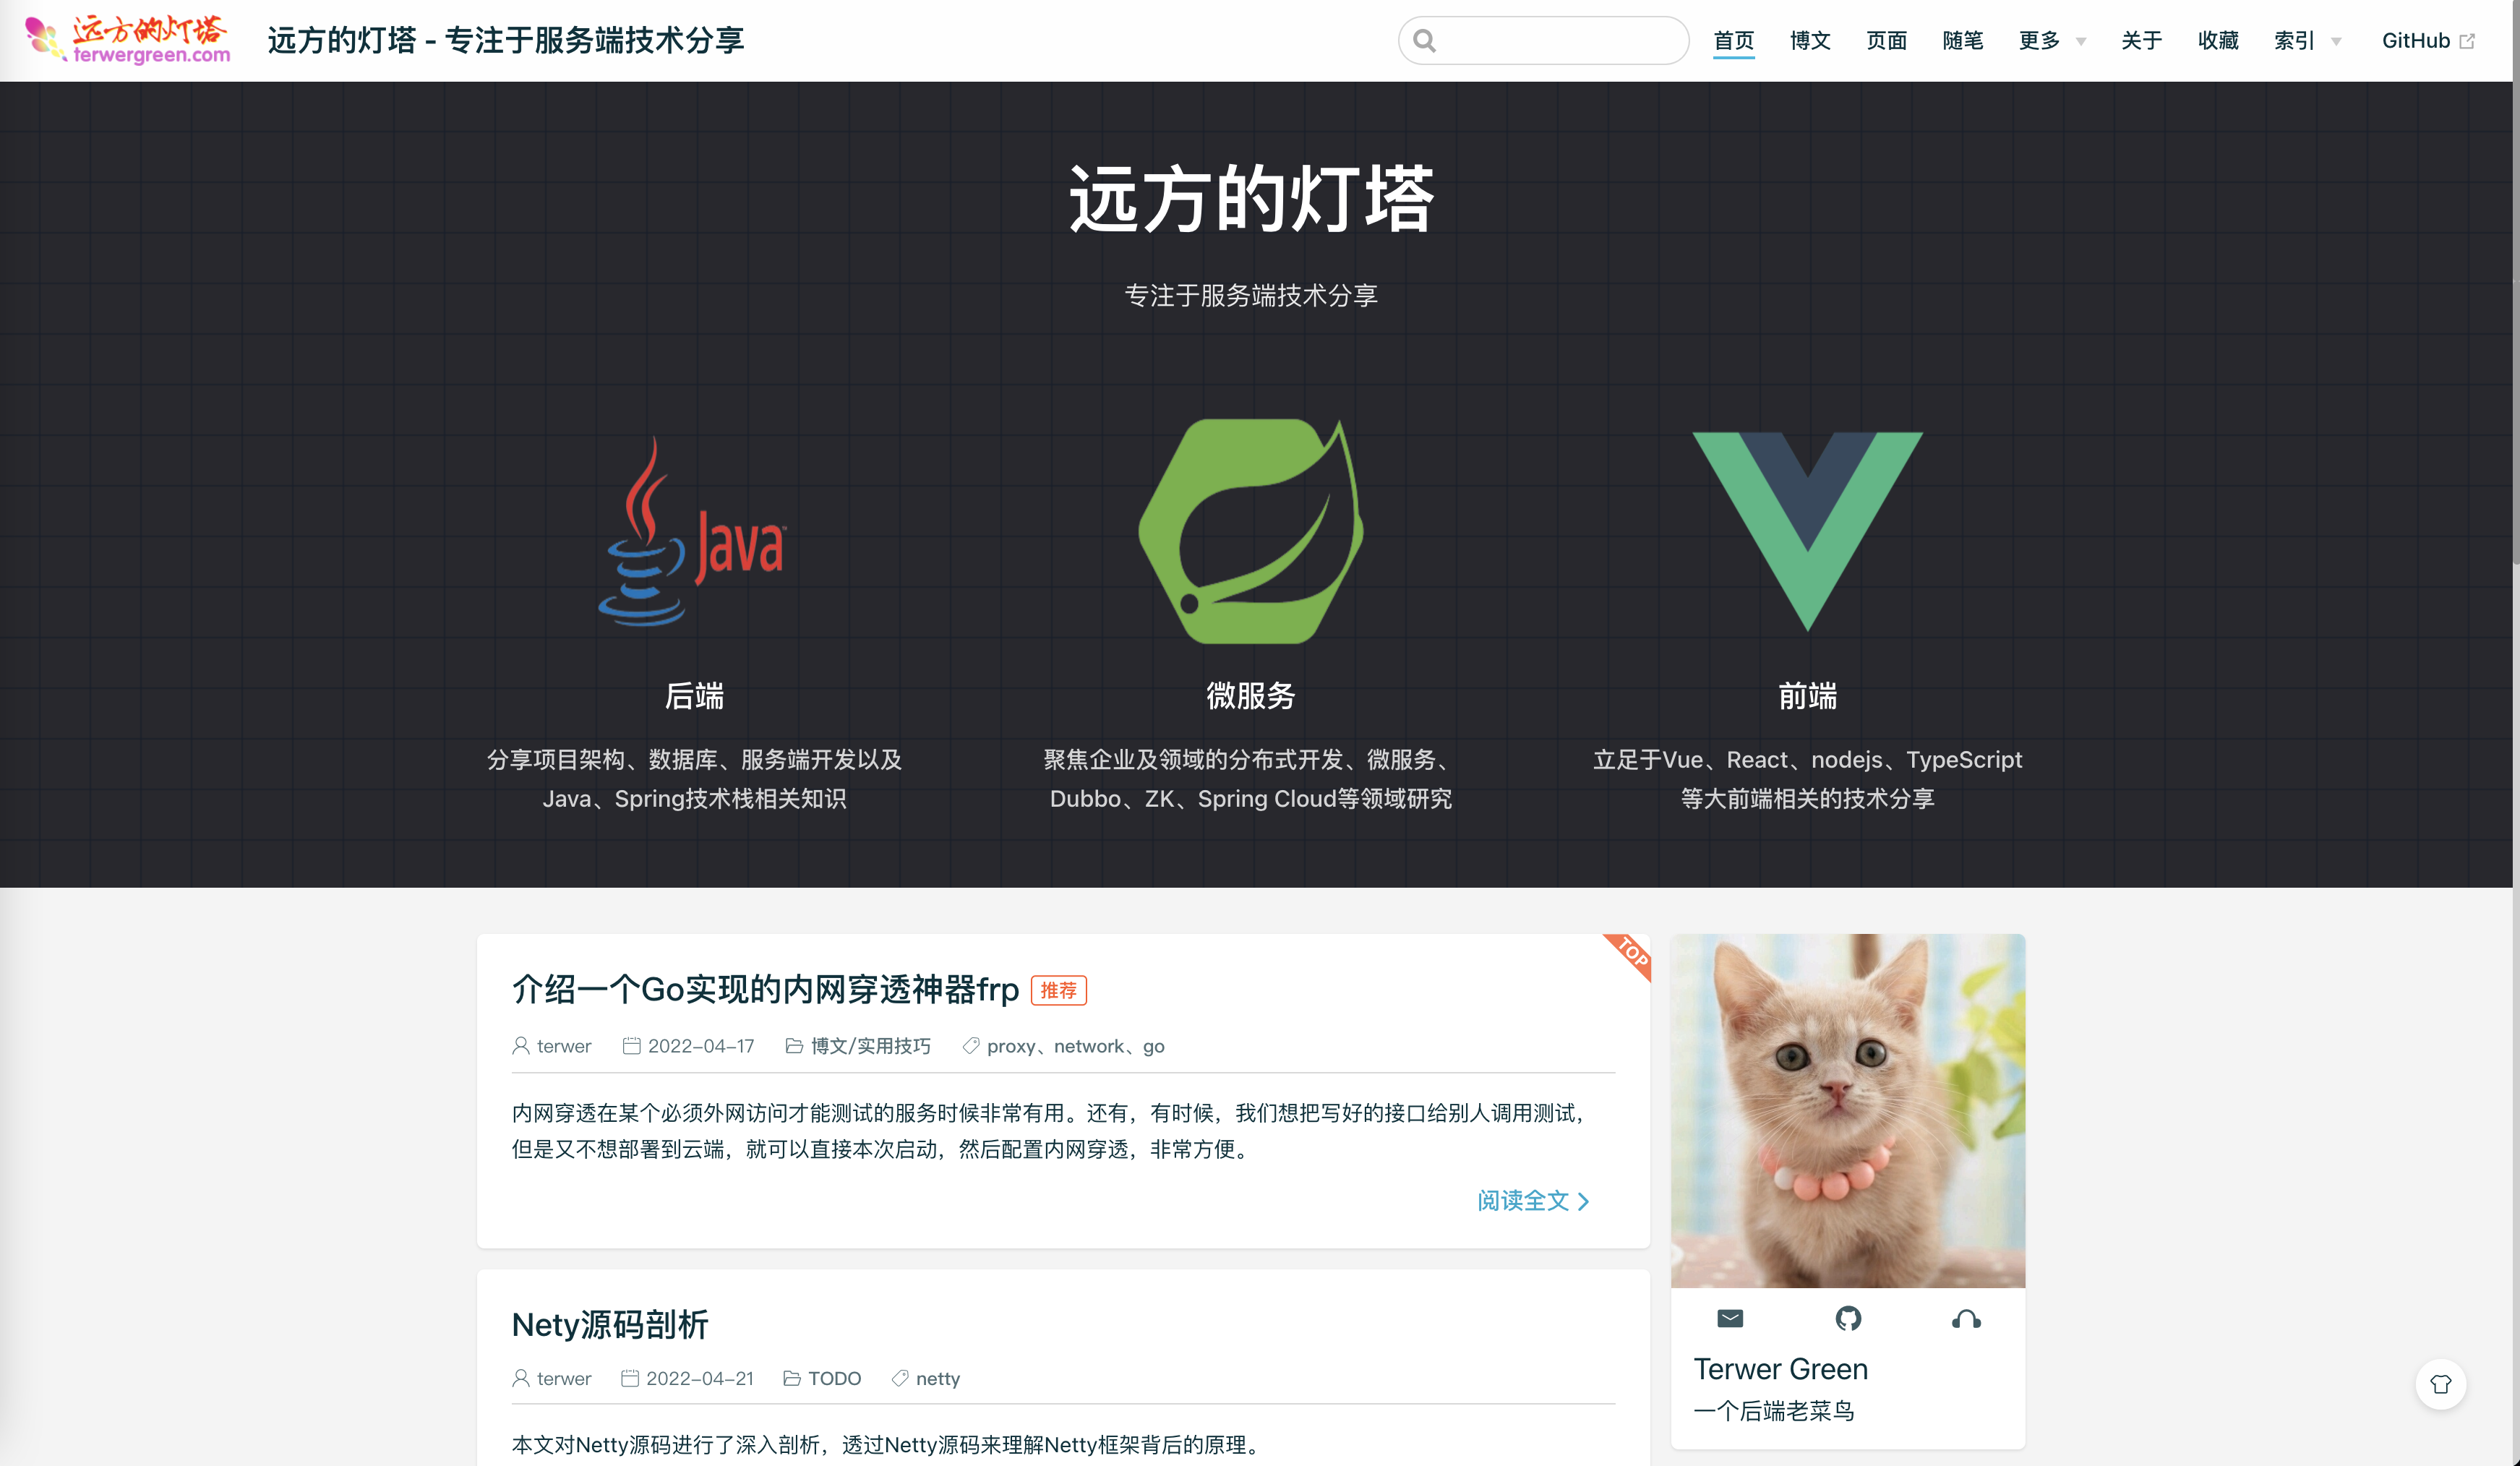 远方的灯塔
terwergreen.com
远方的灯塔 - 专注于服务端技术分享
首页 博文 页面 随笔 更多 关于 收藏 索引 GitHub
远方的灯塔
专注于服务端技术分享
Java
后端
分享项目架构、数据库、服务端开发以及
Java、Spring技术栈相关知识
微服务
聚焦企业及领域的分布式开发、微服务、
Dubbo、ZK、Spring Cloud等领域研究
前端
立足于Vue、React、nodejs、TypeScript
等大前端相关的技术分享
TOP
介绍一个Go实现的内网穿透神器frp 推荐
terwer 2022-04-17 博文/实用技巧 proxy、network、go
内网穿透在某个必须外网访问才能测试的服务时候非常有用。还有，有时候，我们想把写好的接口给别人调用测试，
但是又不想部署到云端，就可以直接本次启动，然后配置内网穿透，非常方便。
阅读全文
Nety源码剖析
terwer 2022-04-21 TODO netty
本文对Netty源码进行了深入剖析，透过Netty源码来理解Netty框架背后的原理。
Terwer Green
一个后端老菜鸟